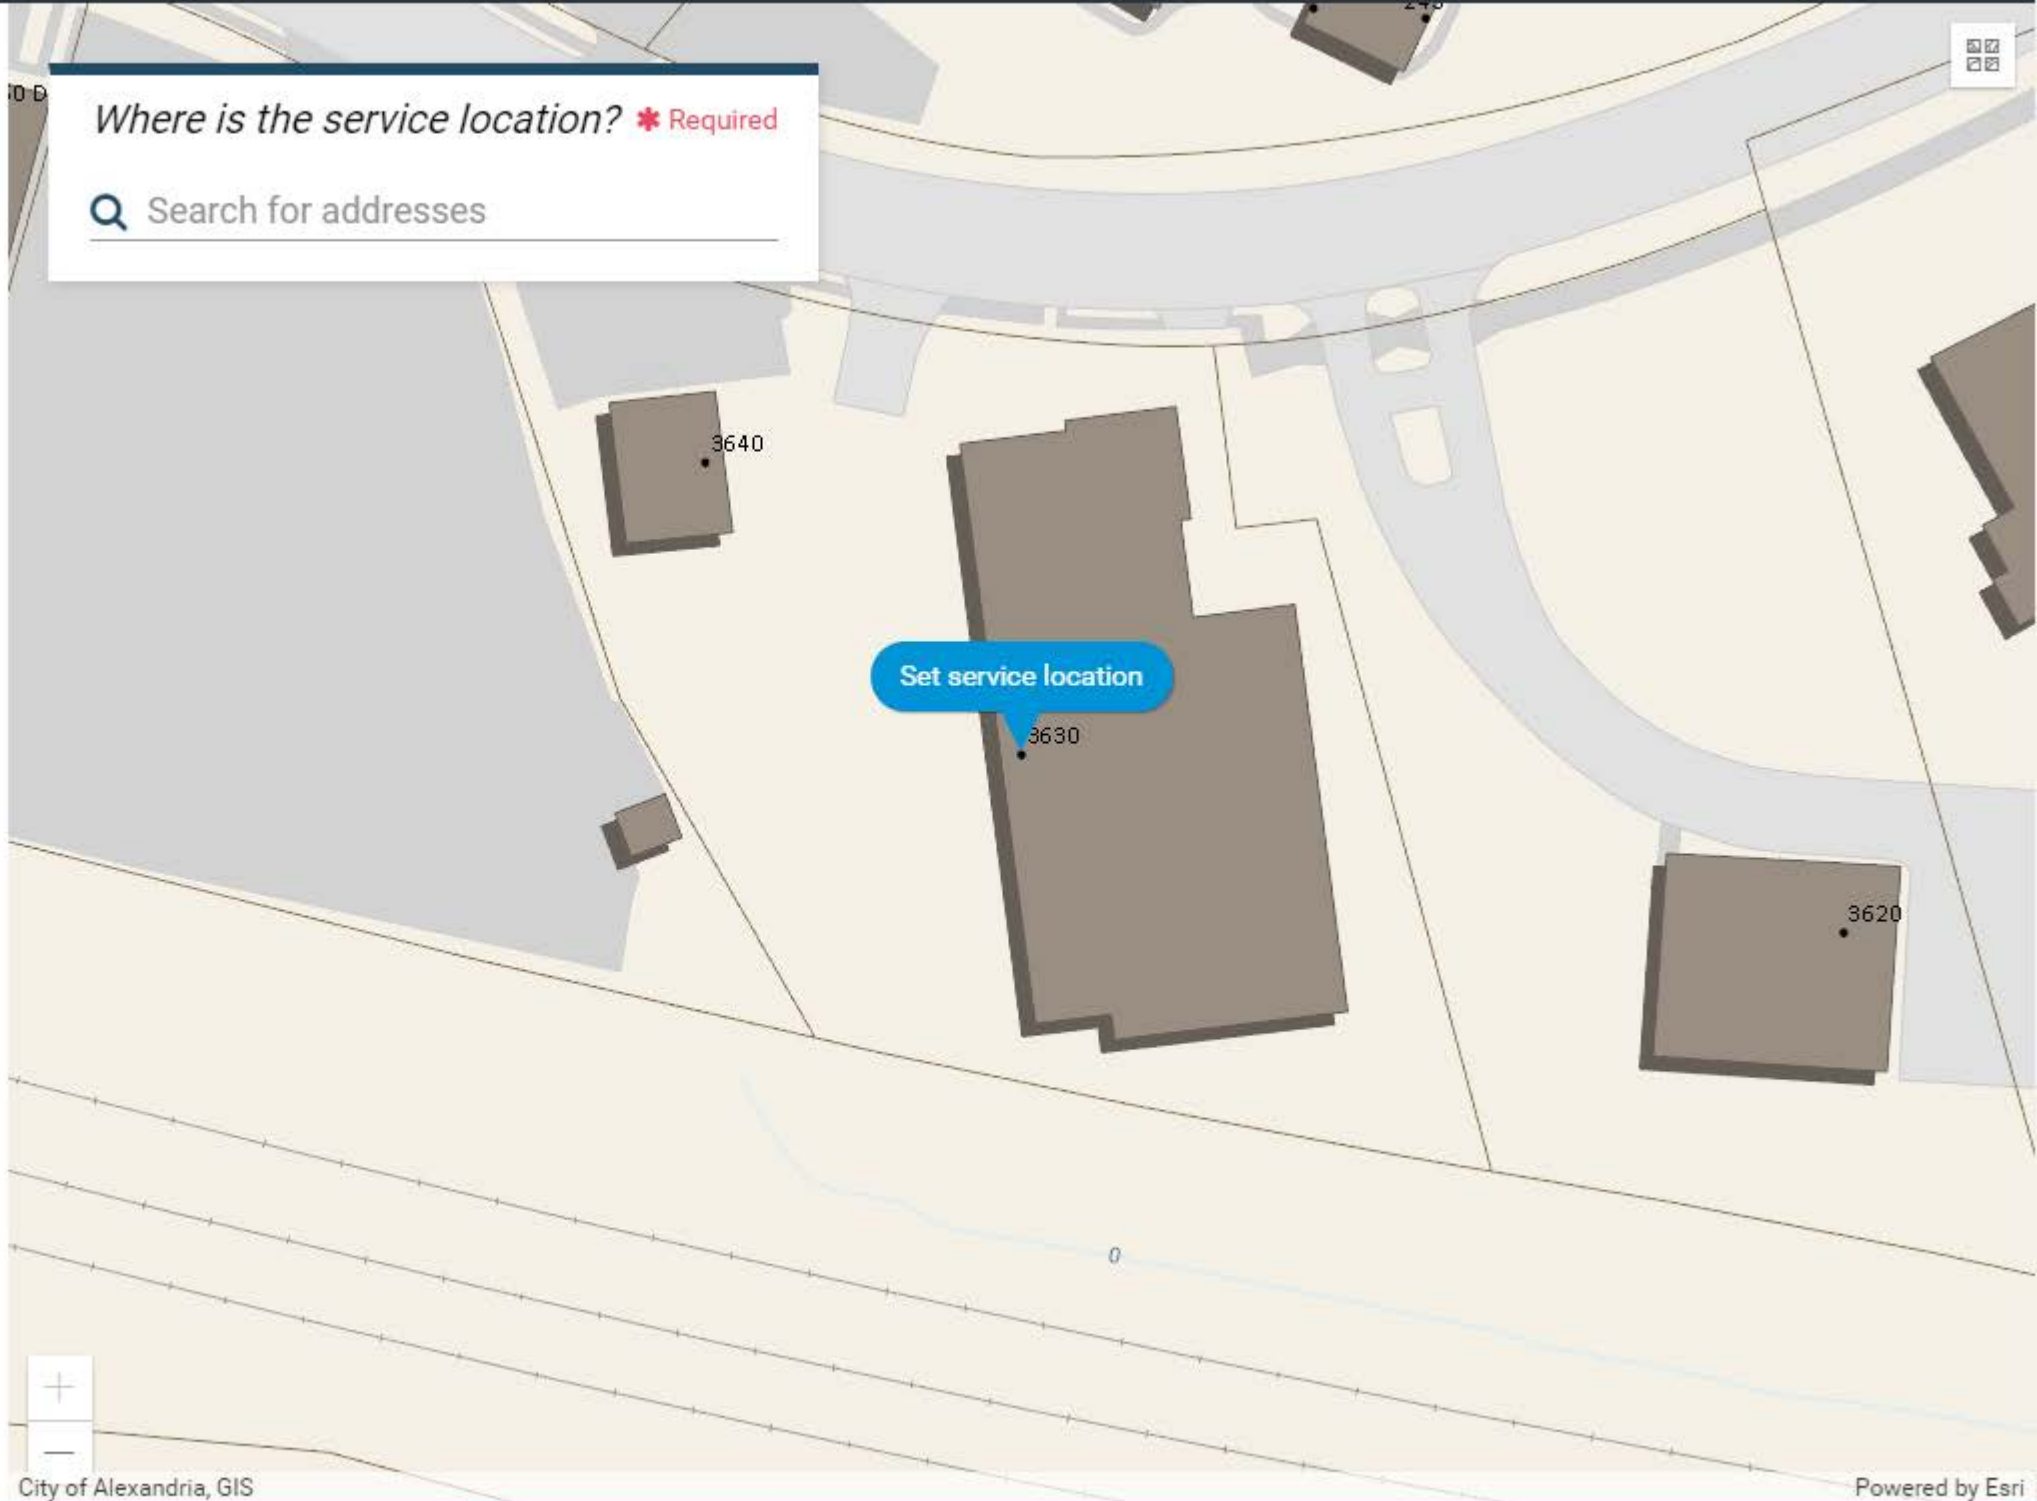 Where is the service location? ✱ Required
Search for addresses
3640
Set service location
3630
3620
0
City of Alexandria, GIS
Powered by Esri